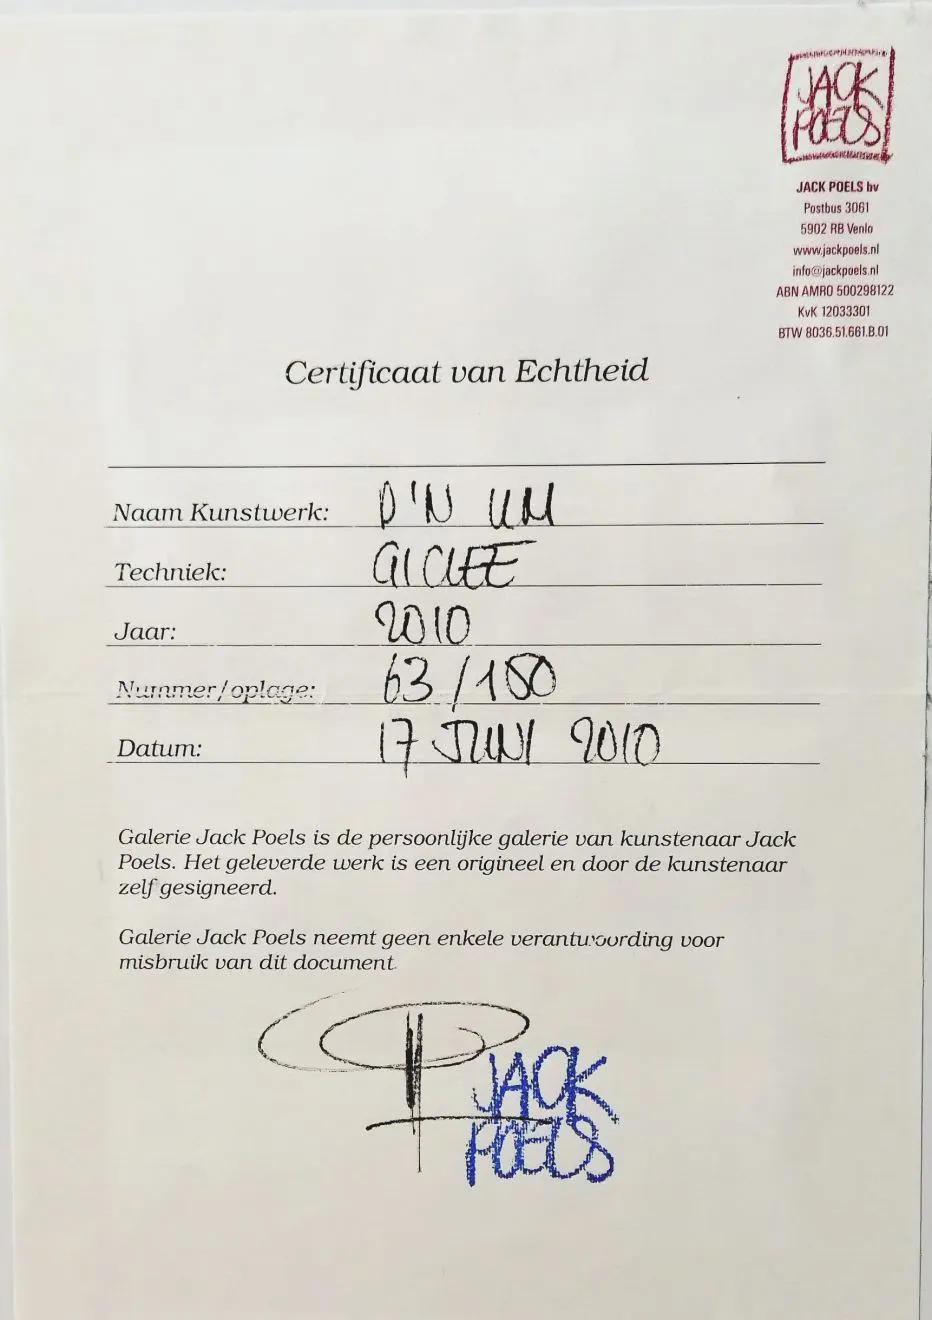 JACK
POELS
JACK POELS bv
Postbus 3061
5902 RB Venlo
www.jackpoels.nl
info@jackpoels.nl
ABN AMRO 500298122
KvK 12033301
BTW 8036.51.661.B.01
Certificaat van Echtheid
Naam Kunstwerk: D'N UM
Techniek: GICLEE
Jaar: 2010
Nummer/oplage: 63/180
Datum: 17 JUNI 2010
Galerie Jack Poels is de persoonlijke galerie van kunstenaar Jack
Poels. Het geleverde werk is een origineel en door de kunstenaar
zelf gesigneerd.
Galerie Jack Poels neemt geen enkele verantwoording voor
misbruik van dit document.
JACK
POELS